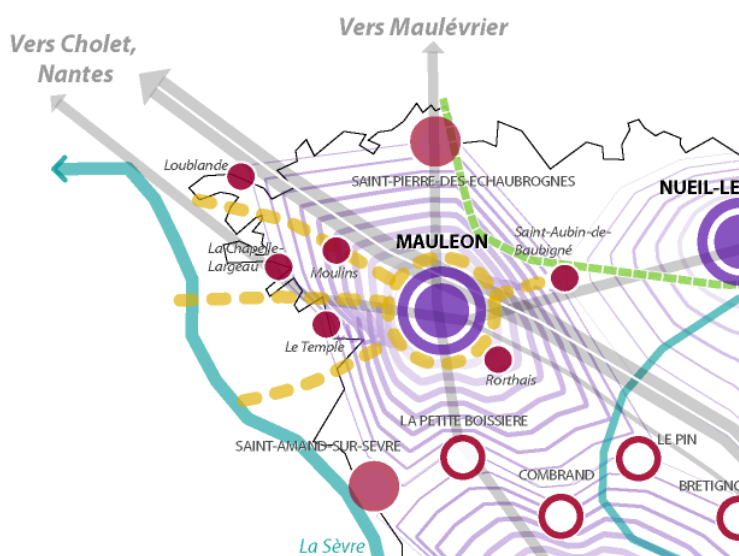 Vers Maulévrier
Vers Cholet,
Nantes
Loublande
SAINT-PIERRE-DES-ECHAUBROGNES
NUEIL-LE
Saint-Aubin-de-
Baubigné
MAULEON
La Chapelle-
Largeau
Moulins
Le Temple
Rorthais
LA PETITE BOISSIERE
LE PIN
SAINT-AMAND-SUR-SEVRE
COMBRAND
BRETIGNO
La Sèvre